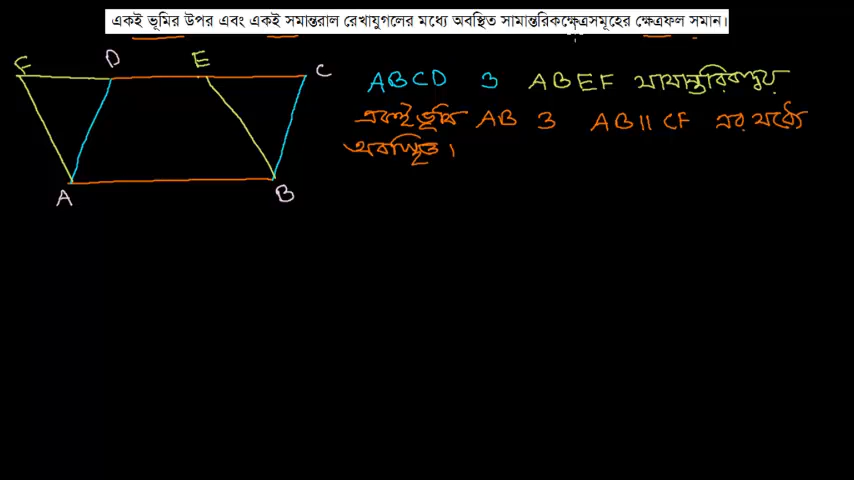 একই ভূমির উপর এবং একই সমান্তরাল রেখাযুগলের মধ্যে অবস্থিত সামান্তরিকক্ষেত্রসমূহের ক্ষেত্রফল সমান।
F D E C
ABCD ও ABEF সামান্তরিকদ্বয়
একই ভূমি AB ও AB || CF এর মধ্যে
অবস্থিত।
A B